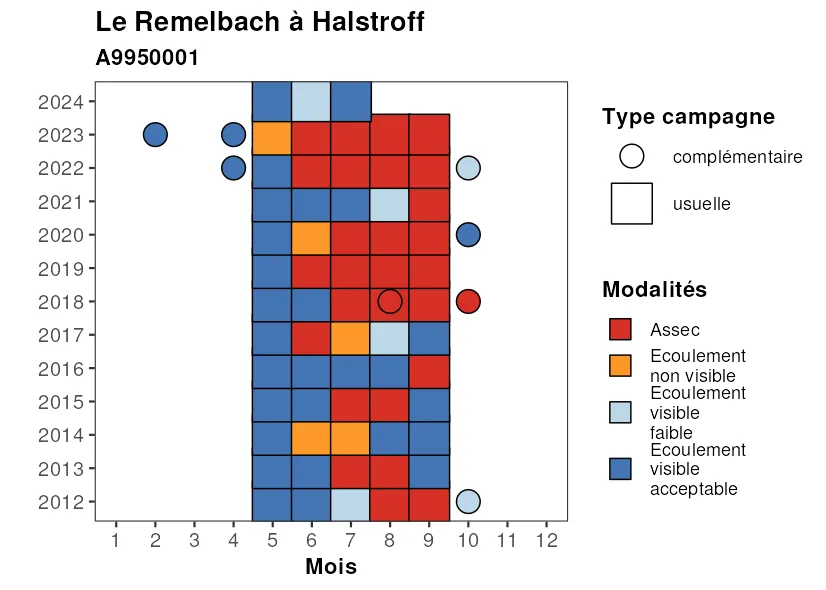 Le Remelbach à Halstroff
A9950001
2024
2023
2022
2021
2020
2019
2018
2017
2016
2015
2014
2013
2012
1 2 3 4 5 6 7 8 9 10 11 12
Mois
Type campagne
complémentaire
usuelle
Modalités
Assec
Ecoulement
non visible
Ecoulement
visible
faible
Ecoulement
visible
acceptable